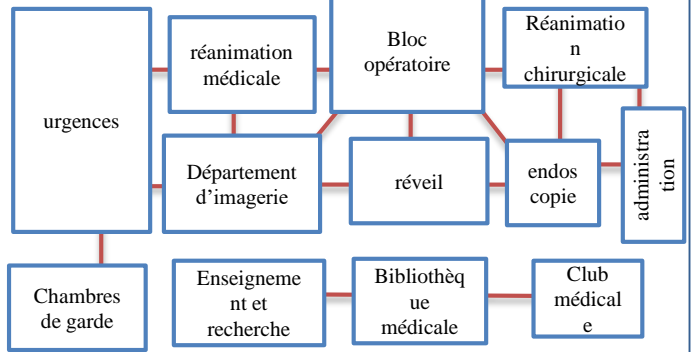 urgences
réanimation
médicale
Bloc
opératoire
Réanimatio
n
chirurgicale
Département
d’imagerie
réveil
endos
copie
administra
tion
Chambres
de garde
Enseigneme
nt et
recherche
Bibliothèq
ue
médicale
Club
médical
e